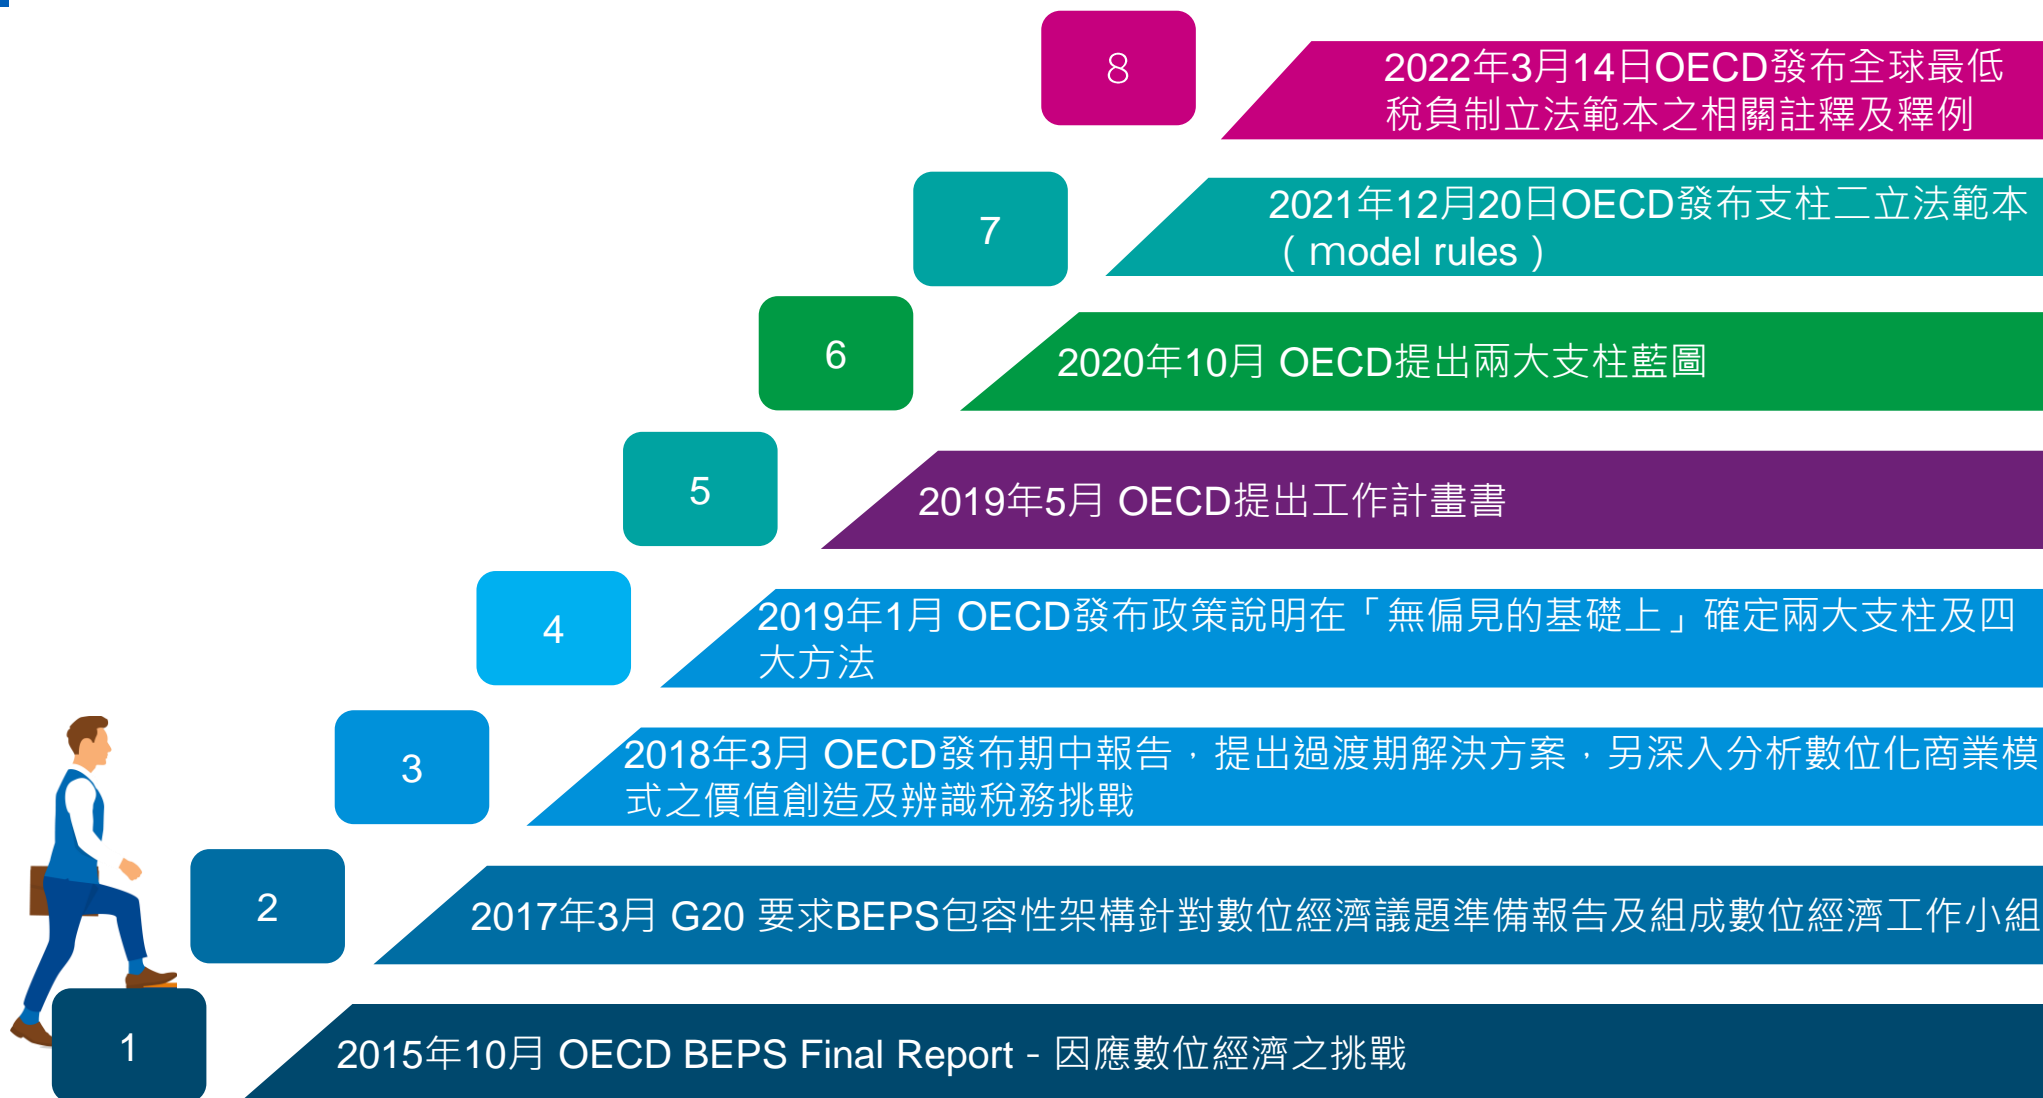 8
2022年3月14日OECD發布全球最低
稅負制立法範本之相關註釋及釋例
7
2021年12月20日OECD發布支柱二立法範本
（model rules）
6
2020年10月 OECD提出兩大支柱藍圖
5
2019年5月 OECD提出工作計畫書
4
2019年1月 OECD發布政策說明在「無偏見的基礎上」確定兩大支柱及四
大方法
3
2018年3月 OECD發布期中報告，提出過渡期解決方案，另深入分析數位化商業模
式之價值創造及辨識稅務挑戰
2
2017年3月 G20 要求BEPS包容性架構針對數位經濟議題準備報告及組成數位經濟工作小組
1
2015年10月 OECD BEPS Final Report - 因應數位經濟之挑戰